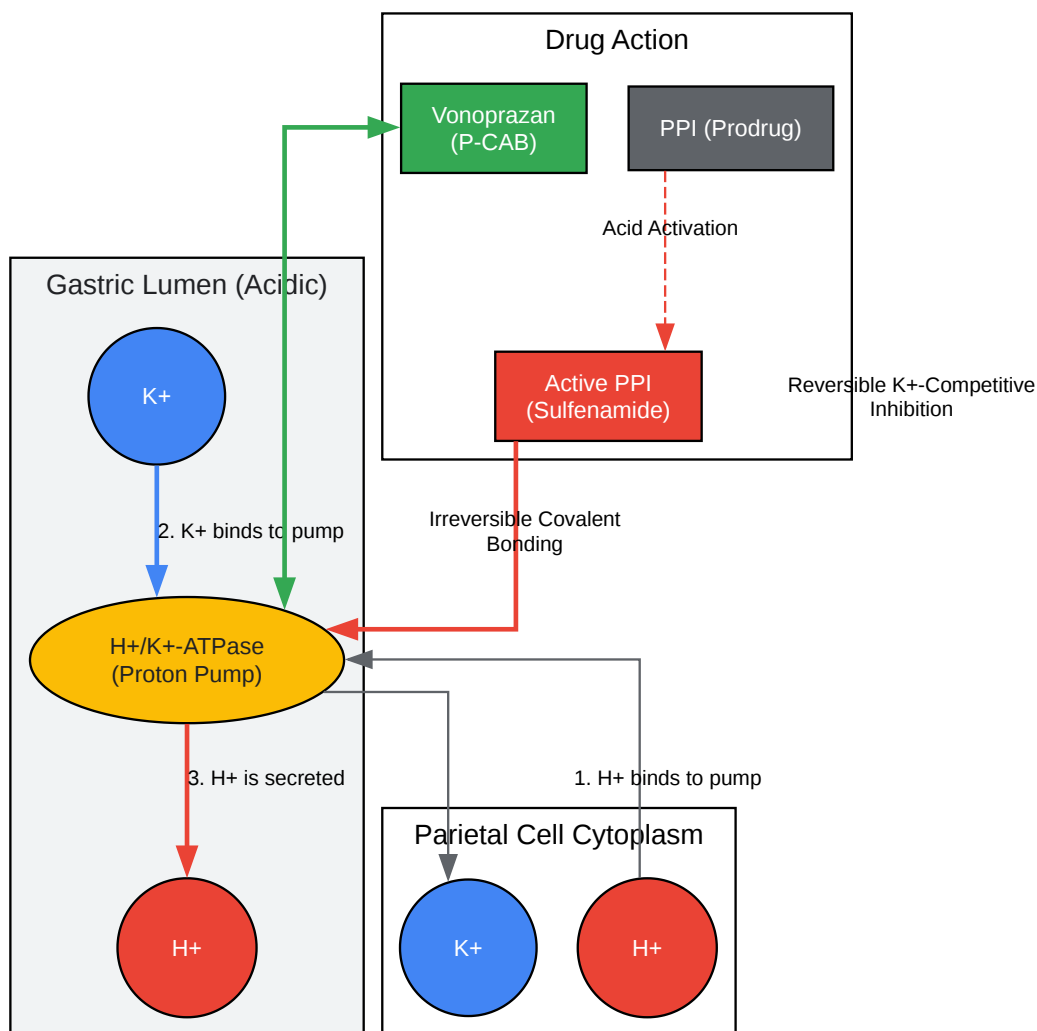 Drug Action
Vonoprazan
(P-CAB)
PPI (Prodrug)
Acid Activation
Gastric Lumen (Acidic)
K+
Active PPI
(Sulfenamide)
Reversible K+-Competitive
Inhibition
2. K+ binds to pump
Irreversible Covalent
Bonding
H+/K+-ATPase
(Proton Pump)
3. H+ is secreted
1. H+ binds to pump
Parietal Cell Cytoplasm
H+
K+
H+